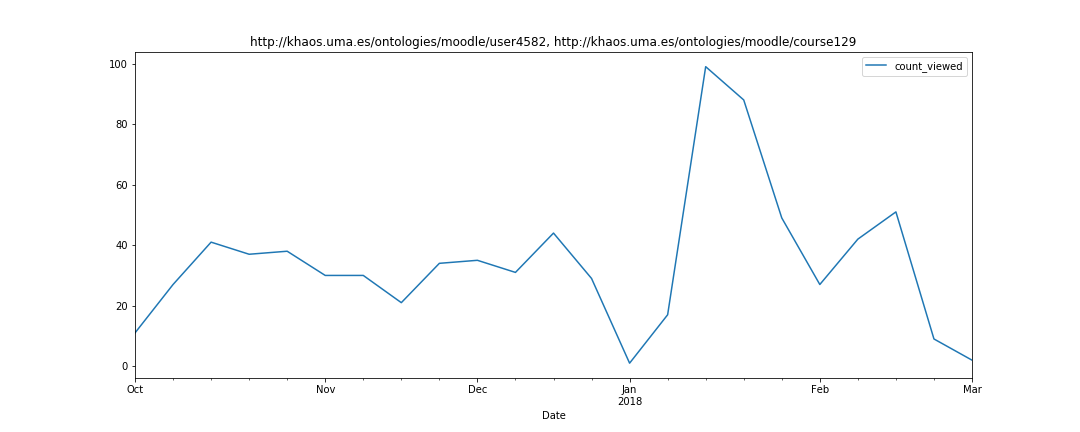 http://khaos.uma.es/ontologies/moodle/user4582, http://khaos.uma.es/ontologies/moodle/course129
count_viewed
100
80
60
40
20
0
Oct
Nov
Dec
Jan
2018
Feb
Mar
Date